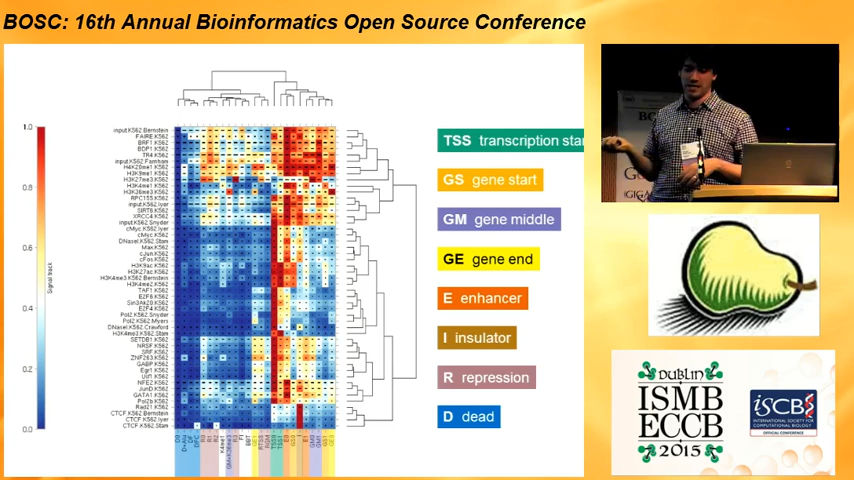 BOSC: 16th Annual Bioinformatics Open Source Conference
1.0
0.8
0.6
0.4
0.2
0.0
Signal track
input.K562.Bernstein
FAIRE.K562
BRF1.K562
BDP1.K562
TR4.K562
input.K562.Farnham
H4K20me1.K562
H3K9me1.K562
H3K27me3.K562
H3K4me1.K562
H3K36me3.K562
RPC155.K562
input.K562.Iyer
SIRT6.K562
XRCC4.K562
input.K562.Snyder
cMyc.K562.Iyer
cMyc.K562
DNaseI.K562.Stam
Max.K562
cJun.K562
cFos.K562
H3K9ac.K562
H3K27ac.K562
H3K4me3.K562.Bernstein
H3K4me2.K562
TAF1.K562
E2F6.K562
Sin3Ak20.K562
E2F4.K562
Pol2.K562.Snyder
Pol2.K562.Myers
DNaseI.K562.Crawford
H3K4me3.K562.Stam
SETDB1.K562
NRSF.K562
SRF.K562
ZNF263.K562
GABP.K562
Egr1.K562
Usf1.K562
NFE2.K562
JunD.K562
GATA1.K562
Pol2b.K562
Rad21.K562
CTCF.K562.Bernstein
CTCF.K562.Iyer
CTCF.K562.Stam
TSS transcription star
GS gene start
GM gene middle
GE gene end
E enhancer
I insulator
R repression
D dead
DUBLIN
ISMB
ECCB
2015
iSCB
INTERNATIONAL SOCIETY FOR
COMPUTATIONAL BIOLOGY
OFFICIAL CONFERENCE